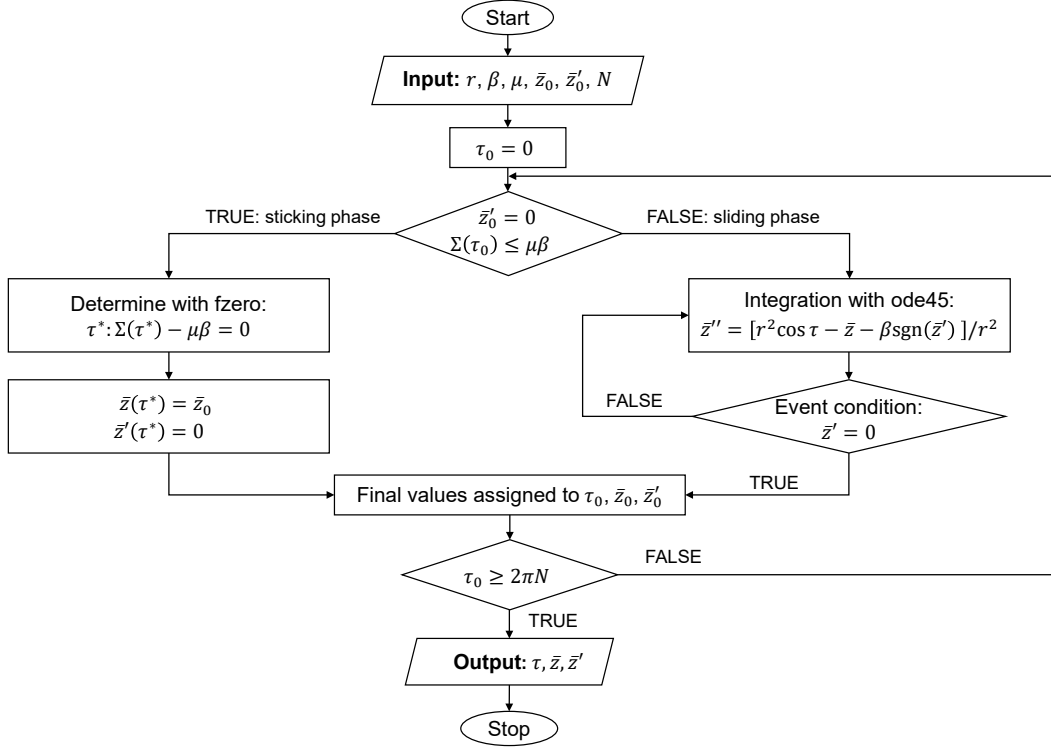 Start
Input: r, β, μ, z̄₀, z̄₀′, N
τ₀ = 0
z̄₀′ = 0
Σ(τ₀) ≤ μβ
TRUE: sticking phase
FALSE: sliding phase
Determine with fzero:
τ*: Σ(τ*) − μβ = 0
Integration with ode45:
z̄′′ = [r² cos τ − z̄ − βsgn(z̄′) ]/r²
z̄(τ*) = z̄₀
z̄′(τ*) = 0
FALSE
Event condition:
z̄′ = 0
TRUE
Final values assigned to τ₀, z̄₀, z̄₀′
τ₀ ≥ 2πN
FALSE
TRUE
Output: τ, z̄, z̄′
Stop